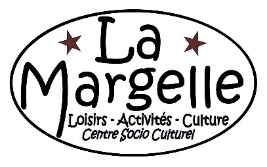 La
Margelle
Loisirs - Activités - Culture
Centre Socio Culturel